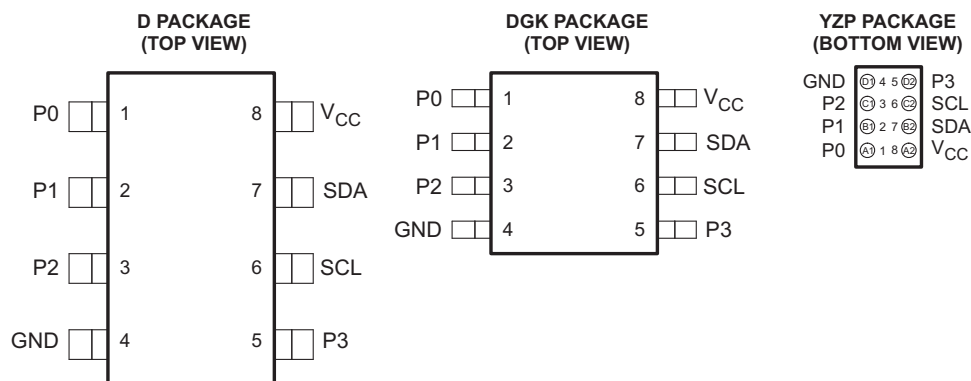 D PACKAGE
(TOP VIEW)
P0 1 8 VCC
P1 2 7 SDA
P2 3 6 SCL
GND 4 5 P3
DGK PACKAGE
(TOP VIEW)
P0 1 8 VCC
P1 2 7 SDA
P2 3 6 SCL
GND 4 5 P3
YZP PACKAGE
(BOTTOM VIEW)
GND D1 4 5 D2 P3
P2 C1 3 6 C2 SCL
P1 B1 2 7 B2 SDA
P0 A1 1 8 A2 VCC